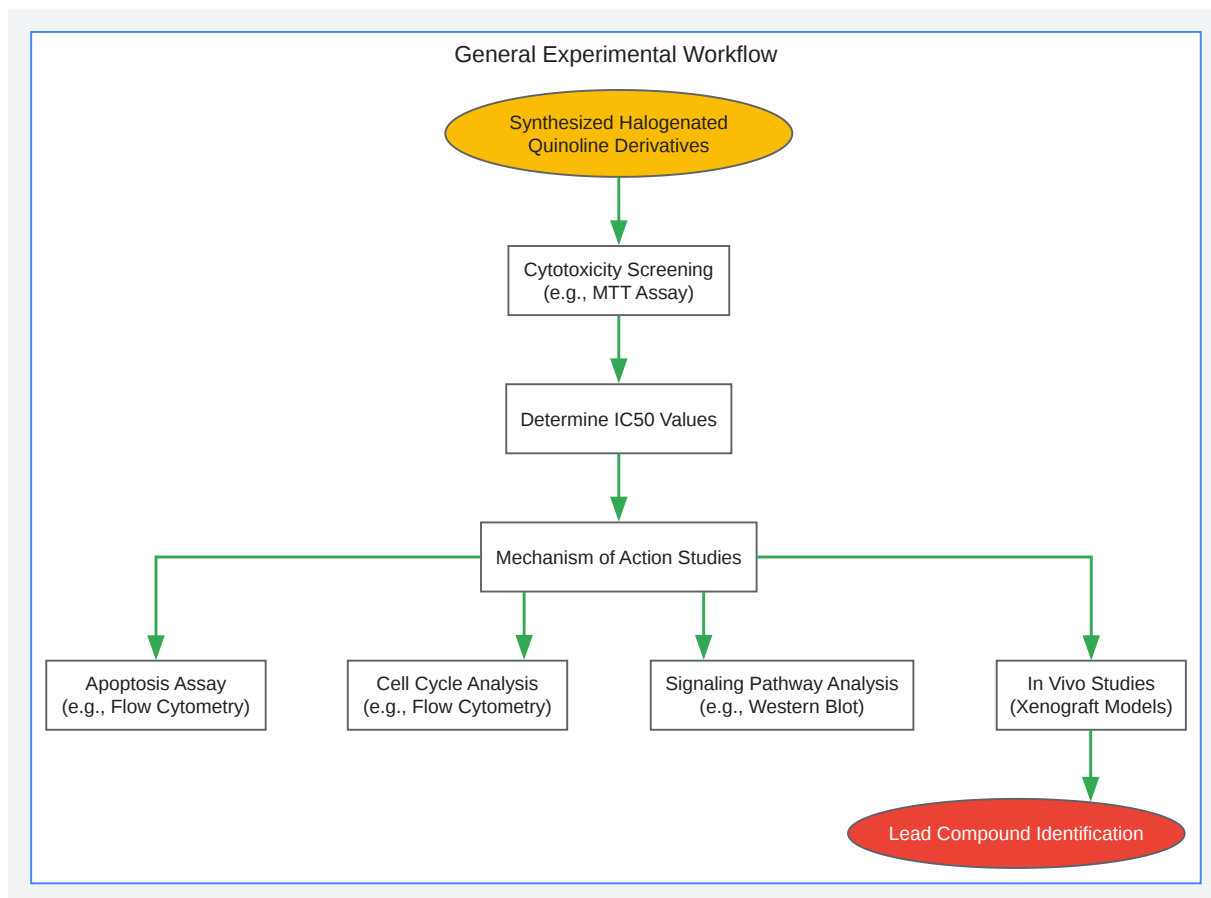 General Experimental Workflow
Synthesized Halogenated
Quinoline Derivatives
Cytotoxicity Screening
(e.g., MTT Assay)
Determine IC50 Values
Mechanism of Action Studies
Apoptosis Assay
(e.g., Flow Cytometry)
Cell Cycle Analysis
(e.g., Flow Cytometry)
Signaling Pathway Analysis
(e.g., Western Blot)
In Vivo Studies
(Xenograft Models)
Lead Compound Identification